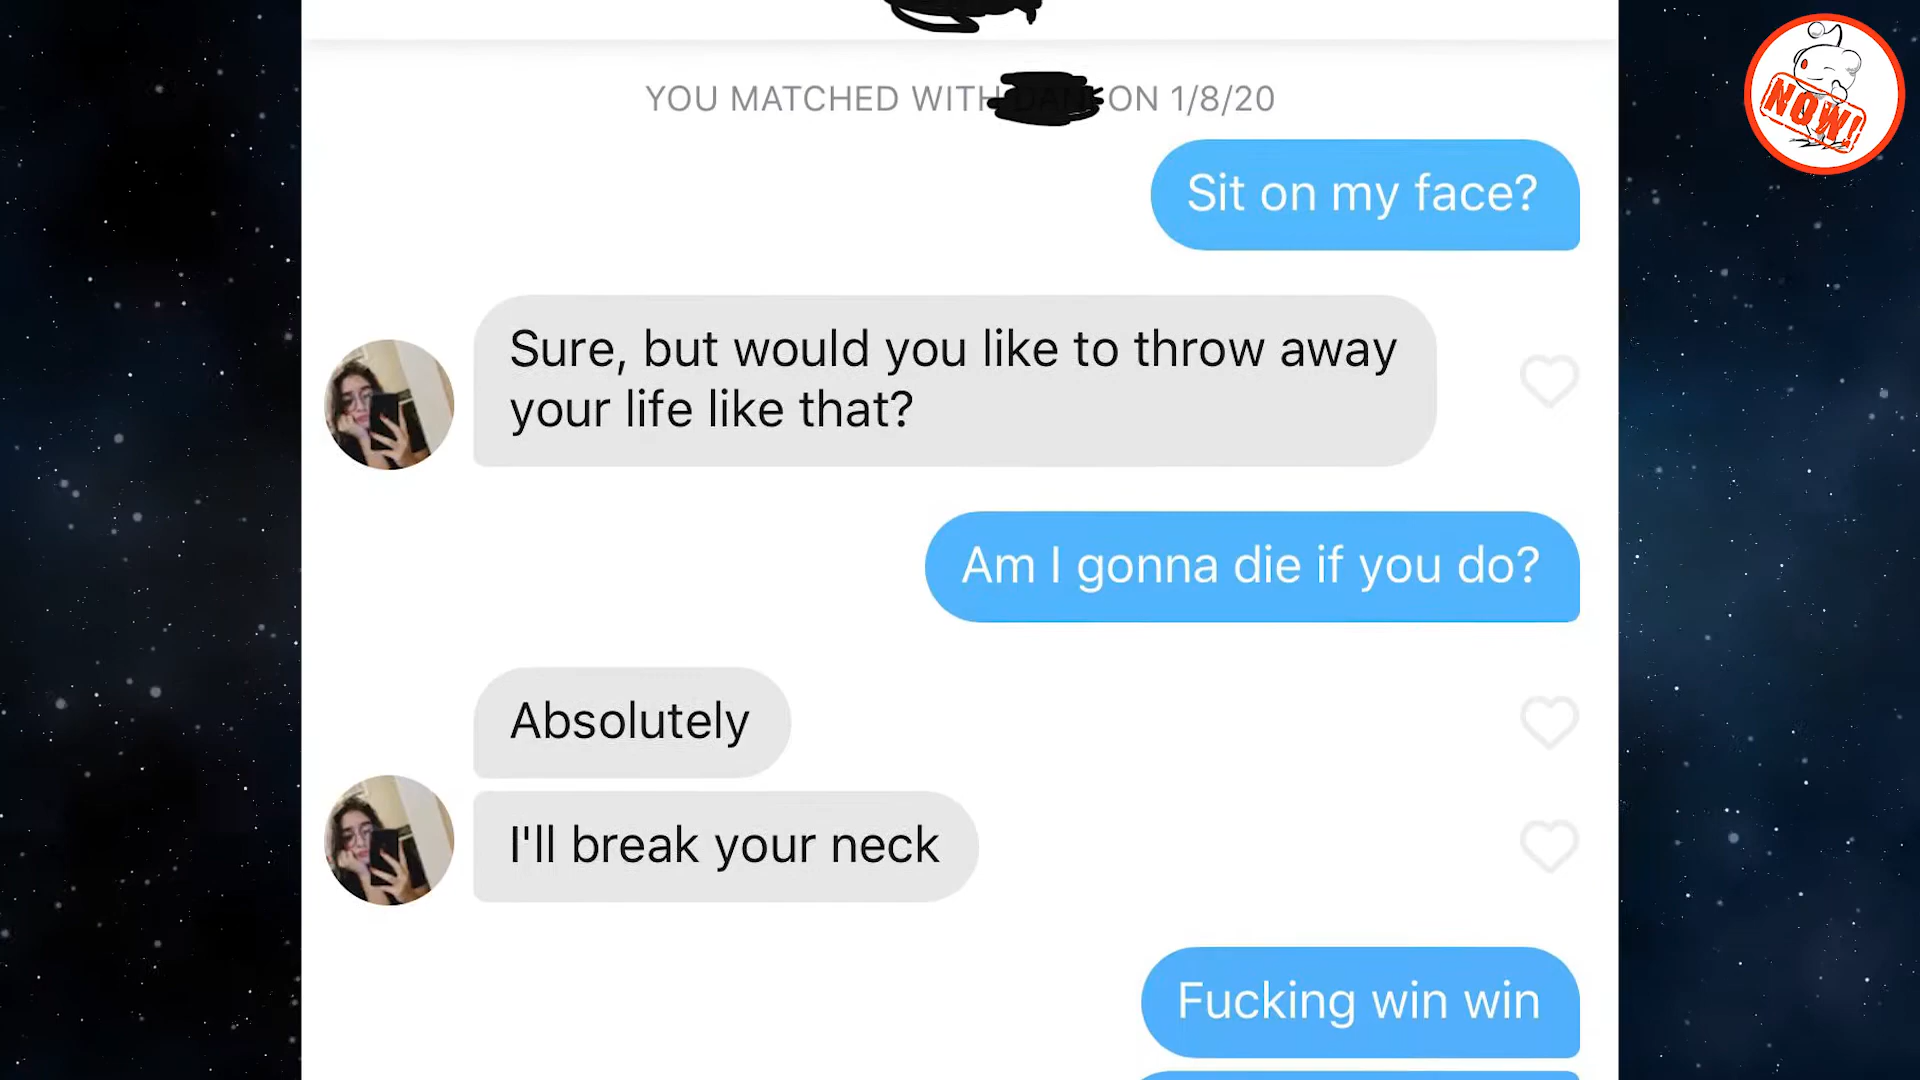 YOU MATCHED WITH ON 1/8/20
NOW!
Sit on my face?
Sure, but would you like to throw away
your life like that?
Am I gonna die if you do?
Absolutely
I'll break your neck
Fucking win win